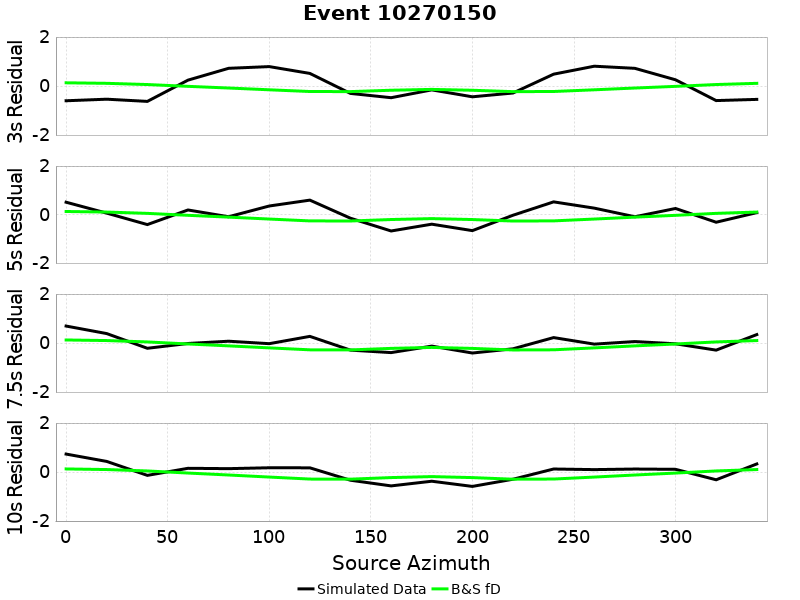 Event 10270150
3s Residual
2
0
-2
5s Residual
2
0
-2
7.5s Residual
2
0
-2
10s Residual
2
0
-2
0 50 100 150 200 250 300
Source Azimuth
Simulated Data B&S fD